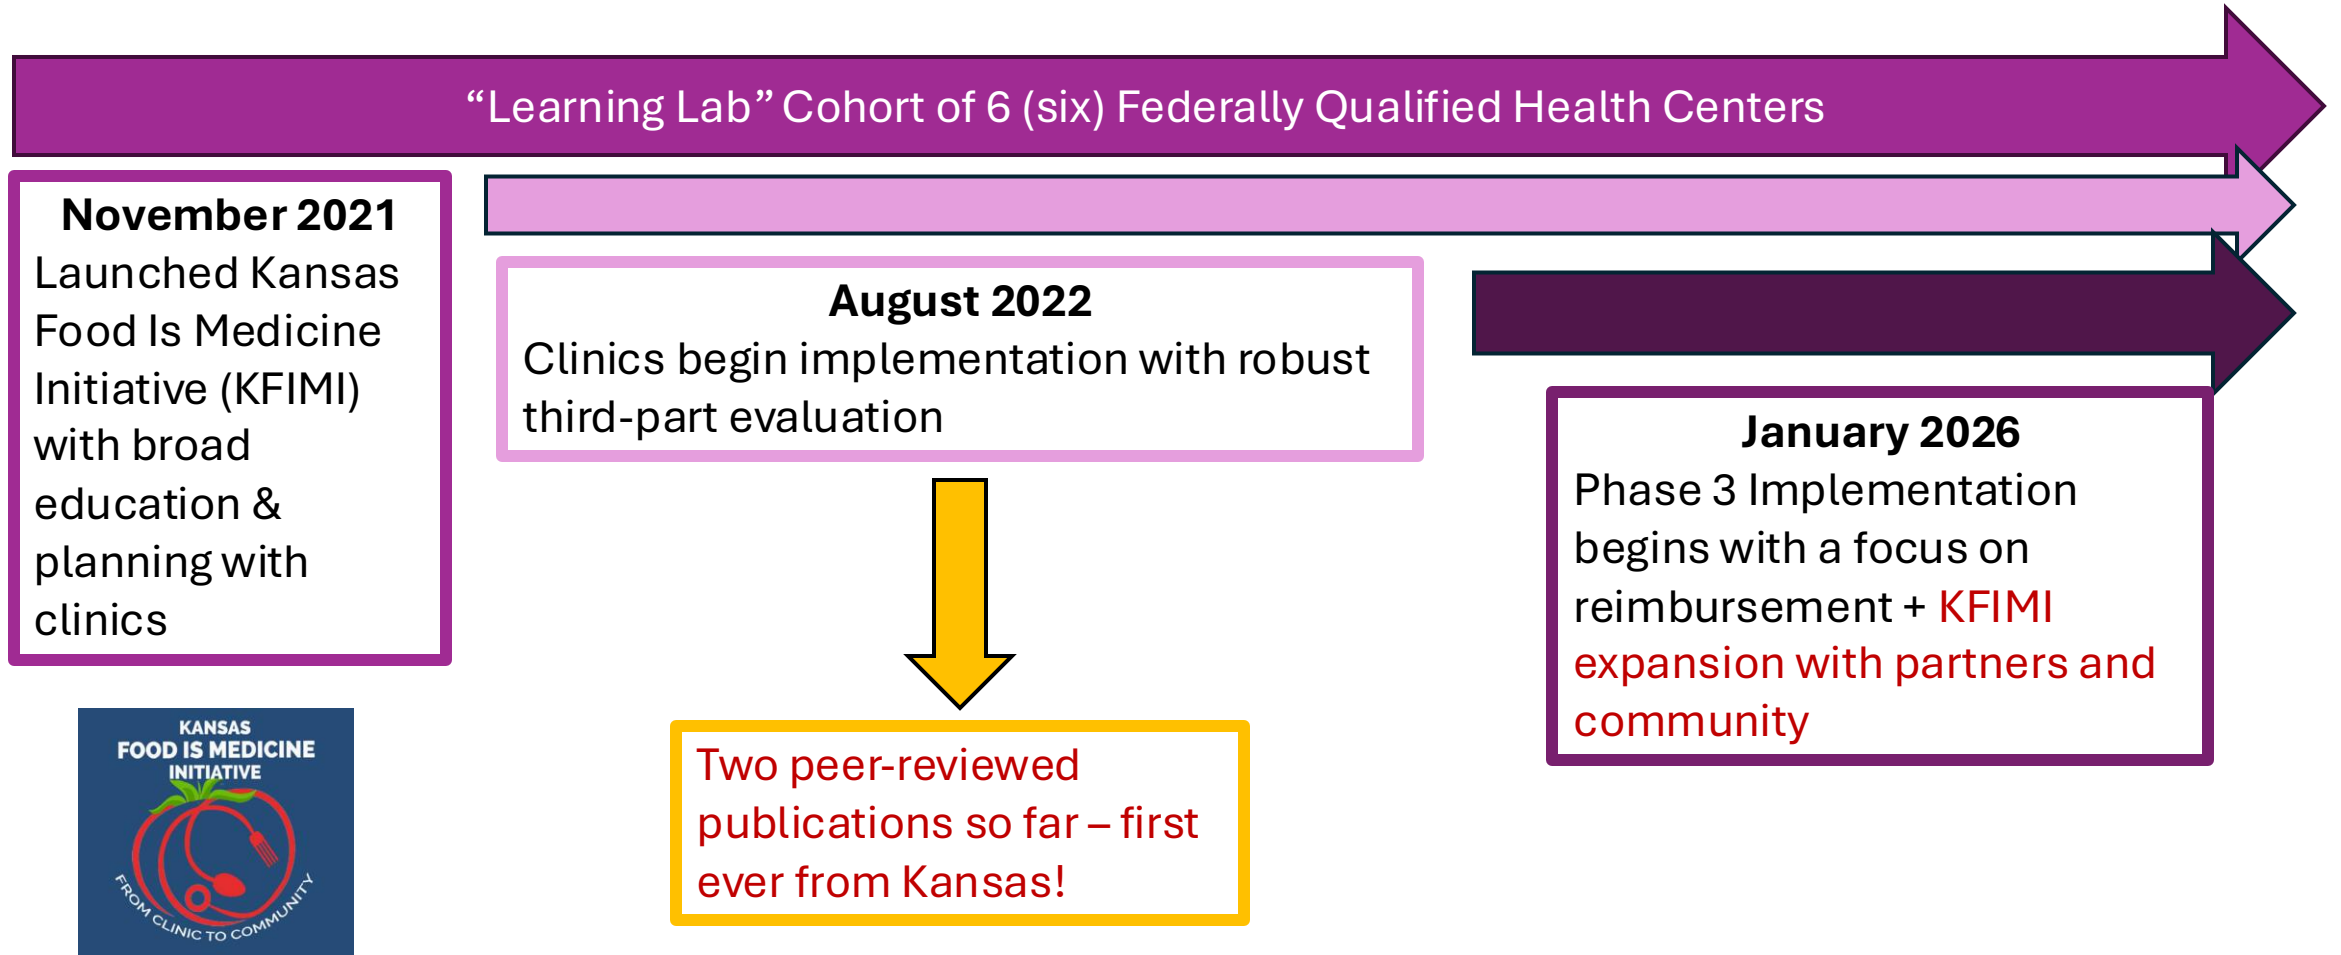 “Learning Lab” Cohort of 6 (six) Federally Qualified Health Centers
November 2021
Launched Kansas
Food Is Medicine
Initiative (KFIMI)
with broad
education &
planning with
clinics
August 2022
Clinics begin implementation with robust
third-part evaluation
January 2026
Phase 3 Implementation
begins with a focus on
reimbursement + KFIMI
expansion with partners and
community
Two peer-reviewed
publications so far – first
ever from Kansas!
KANSAS
FOOD IS MEDICINE
INITIATIVE
FROM CLINIC TO COMMUNITY